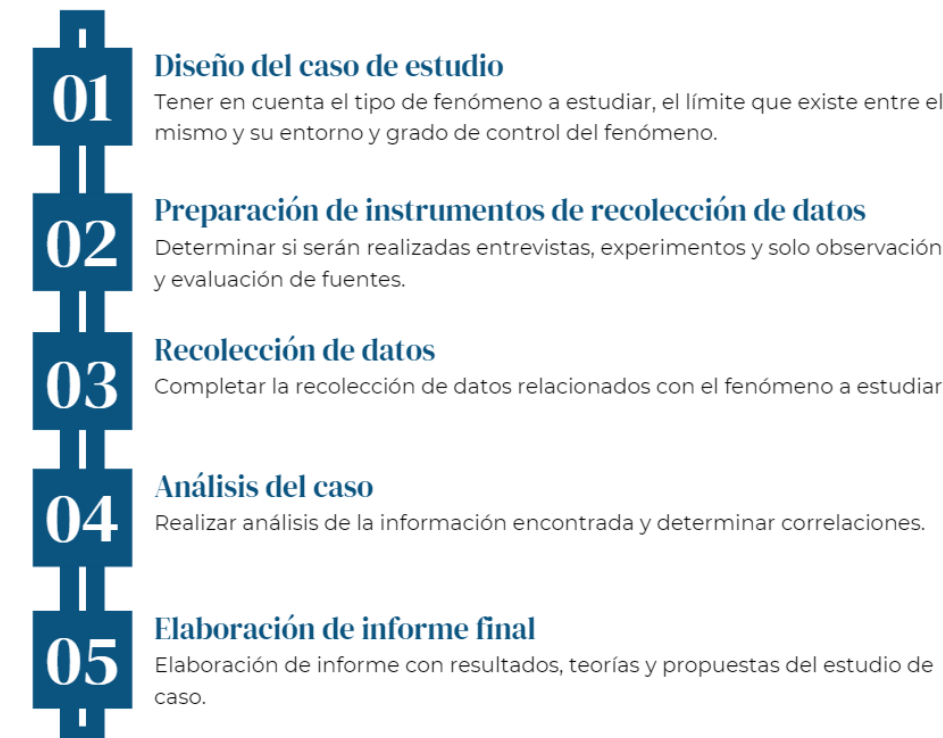 01
Diseño del caso de estudio
Tener en cuenta el tipo de fenómeno a estudiar, el límite que existe entre el
mismo y su entorno y grado de control del fenómeno.
02
Preparación de instrumentos de recolección de datos
Determinar si serán realizadas entrevistas, experimentos y solo observación
y evaluación de fuentes.
03
Recolección de datos
Completar la recolección de datos relacionados con el fenómeno a estudiar
04
Análisis del caso
Realizar análisis de la información encontrada y determinar correlaciones.
05
Elaboración de informe final
Elaboración de informe con resultados, teorías y propuestas del estudio de
caso.